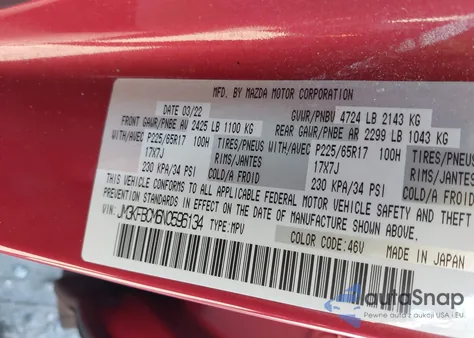 MFD. BY MAZDA MOTOR CORPORATION
DATE 03/22 GVWR/PNBV 4724 LB 2143 KG
FRONT GAWR/PNBE AV 2425 LB 1100 KG REAR GAWR/PNBE AR 2299 LB 1043 KG
WITH/AVEC P225/65R17 100H TIRES/PNEUS WITH/AVEC P225/65R17 100H TIRES/PNEUS
17X7J RIMS/JANTES 17X7J RIMS/JANTES
230 KPA/34 PSI COLD/A FROID 230 KPA/34 PSI COLD/A FROID
THIS VEHICLE CONFORMS TO ALL APPLICABLE FEDERAL MOTOR VEHICLE SAFETY AND THEFT
PREVENTION STANDARDS IN EFFECT ON THE DATE OF MANUFACTURE SHOWN ABOVE.
VIN: JM3KFBCM6N0596134 TYPE: MPV
COLOR CODE: 46V MADE IN JAPAN
autoSnap
Pewne auta z aukcji USA i EU